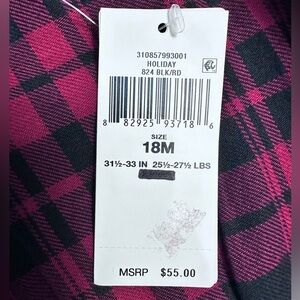 310857993001
HOLIDAY
824 BLK/RD
8 82925 93718 6
SIZE
18M
31½-33 IN 25½-27½ LBS
MSRP $55.00